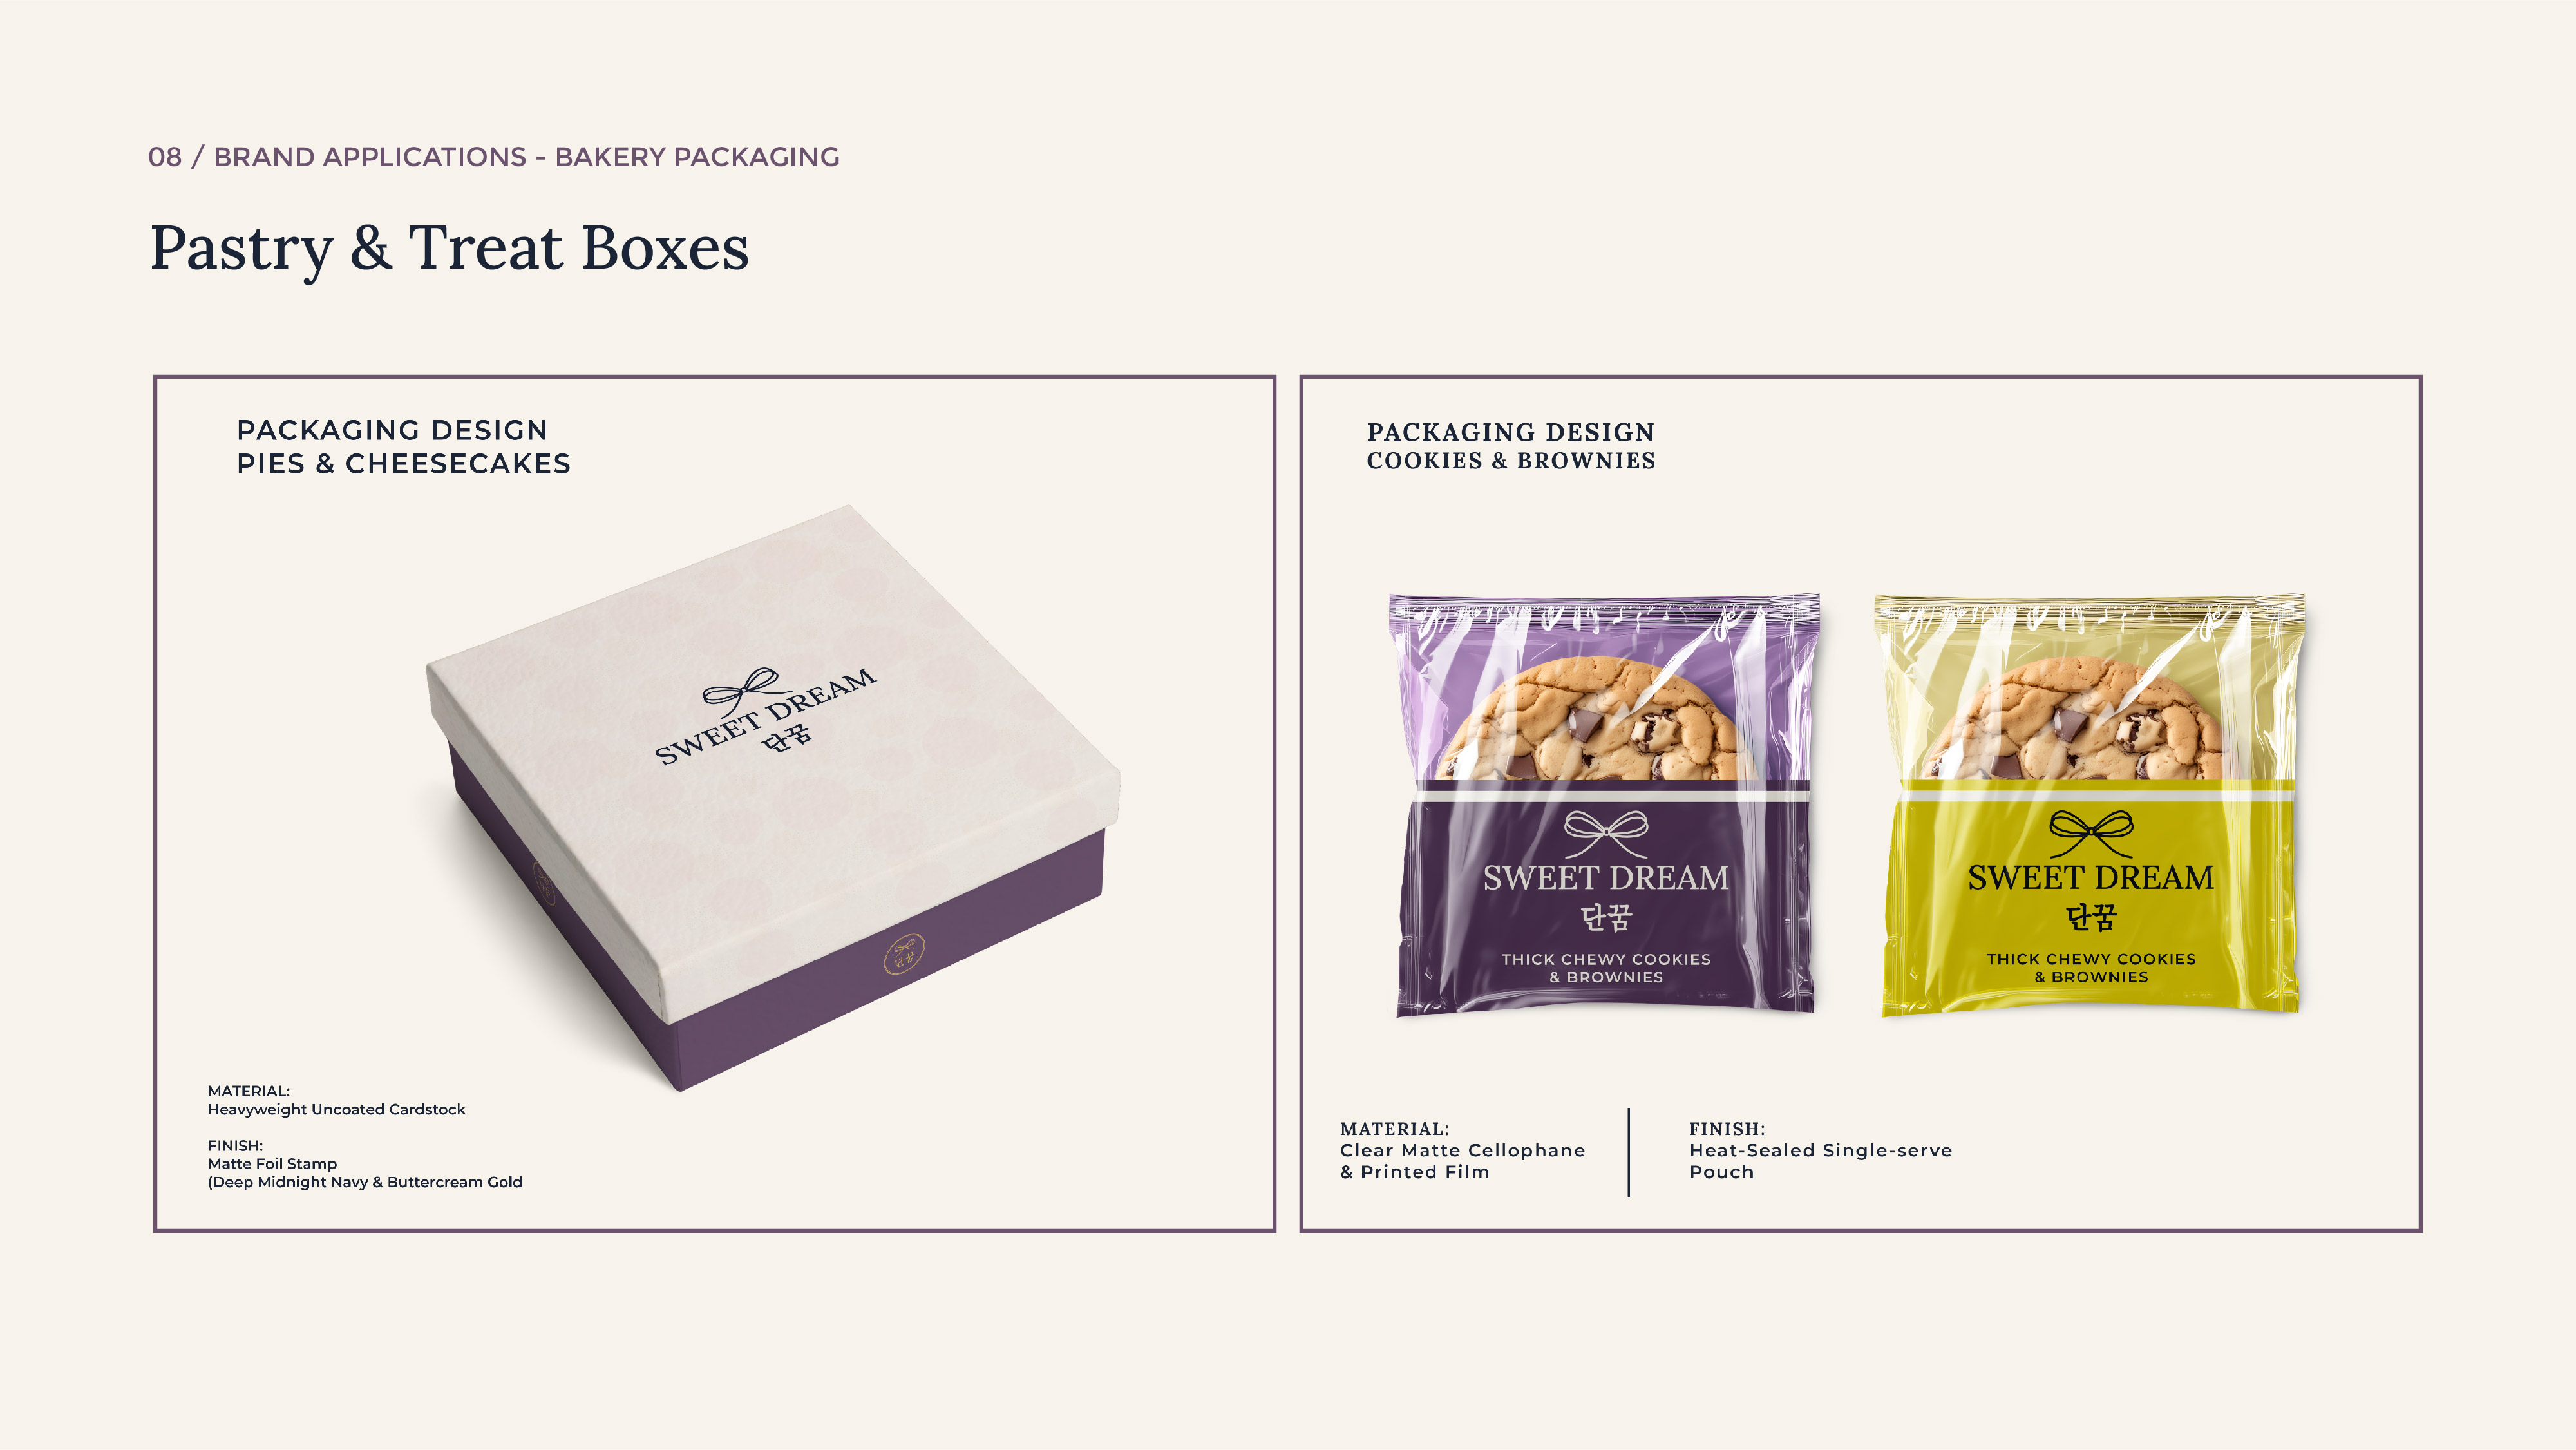 08 / BRAND APPLICATIONS - BAKERY PACKAGING
Pastry & Treat Boxes
PACKAGING DESIGN
PIES & CHEESECAKES
SWEET DREAM
단꿈
단꿈
MATERIAL:
Heavyweight Uncoated Cardstock
FINISH:
Matte Foil Stamp
(Deep Midnight Navy & Buttercream Gold
PACKAGING DESIGN
COOKIES & BROWNIES
SWEET DREAM
단꿈
THICK CHEWY COOKIES
& BROWNIES
SWEET DREAM
단꿈
THICK CHEWY COOKIES
& BROWNIES
MATERIAL:
Clear Matte Cellophane
& Printed Film
FINISH:
Heat-Sealed Single-serve
Pouch